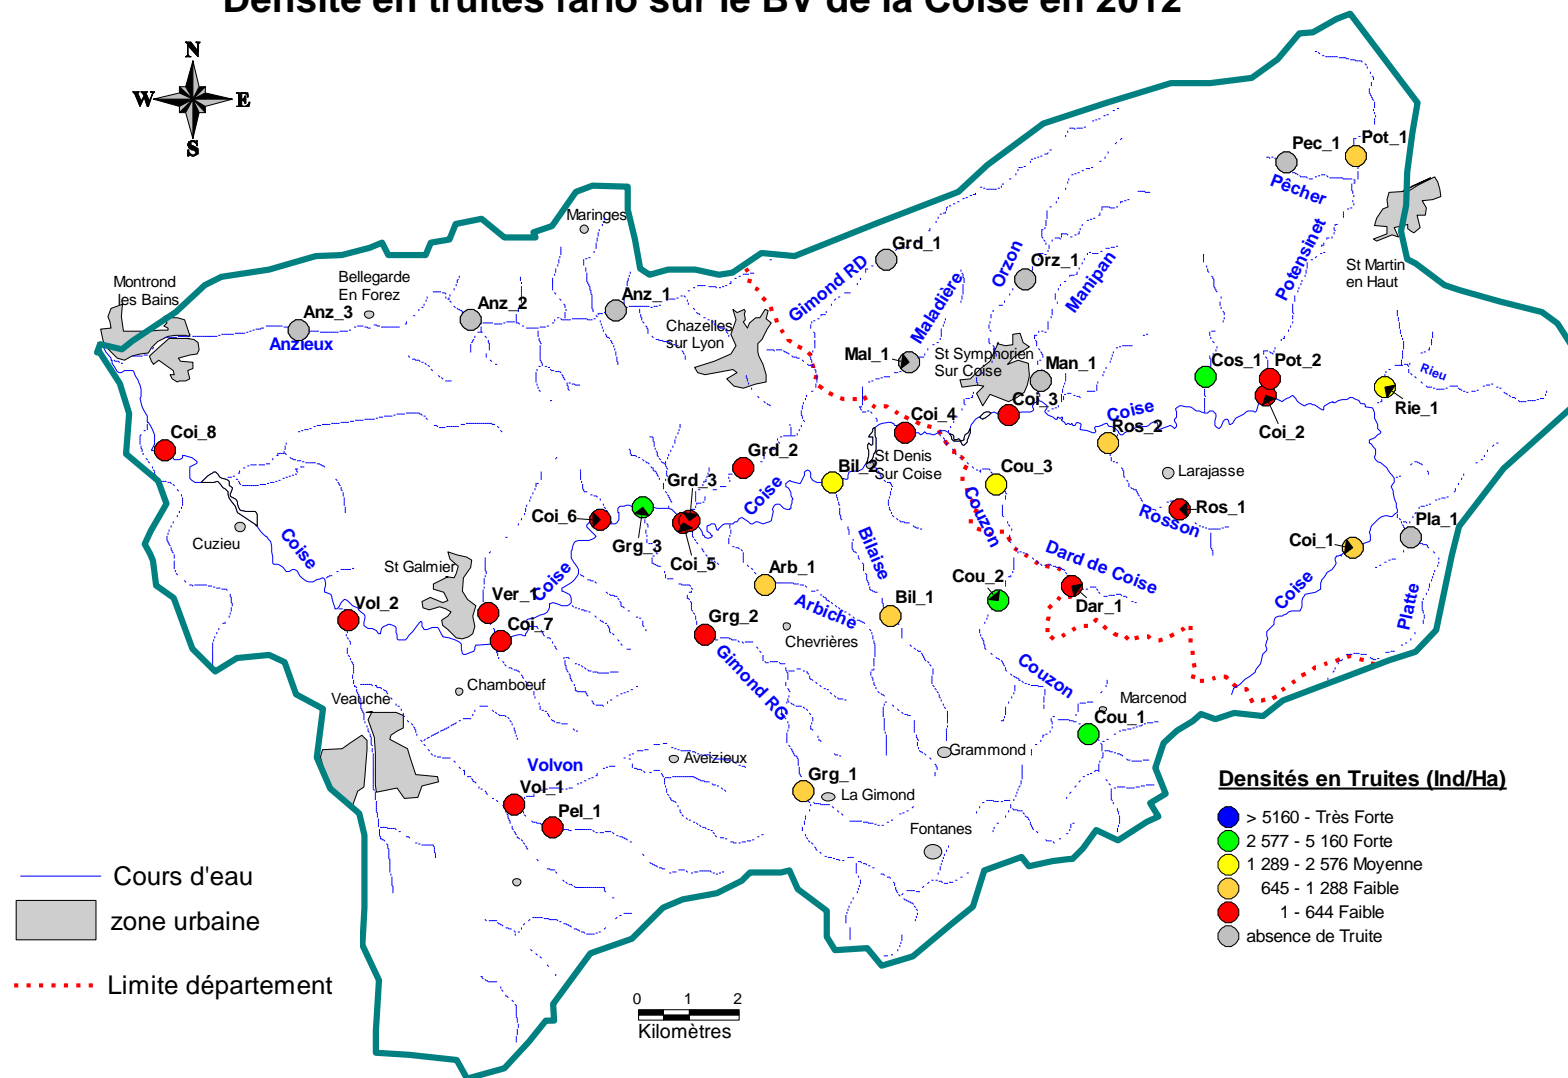 Densité en truites fario sur le BV de la Coise en 2012
N
W
E
S
Pec_1
Pot_1
Pêcher
Maringes
Grd_1
Orzon
Orz_1
Manipan
Potensinet
St Martin
en Haut
Montrond
les Bains
Bellegarde
En Forez
Anz_3
Anz_2
Anz_1
Anzieux
Gimond RD
Maladière
Chazelles
sur Lyon
Mal_1
St Symphorien
Sur Coise
Man_1
Cos_1
Pot_2
Rieu
Rie_1
Coi_8
Coi_4
Coi_3
Coise
Ros_2
Coi_2
Grd_2
Grd_3
Coise
Bil_2
St Denis
Sur Coise
Cou_3
Larajasse
Couzon
Ros_1
Rosson
Pla_1
Coi_6
Grg_3
Coi_5
Coi_1
Cuzieu
Coise
St Galmier
Coise
Arb_1
Arbiche
Bilaise
Bil_1
Cou_2
Dard de Coise
Dar_1
Coise
Platte
Vol_2
Ver_1
Coi_7
Grg_2
Chevrières
Gimond RG
Couzon
Chamboeuf
Veauche
Marcenod
Cou_1
Grammond
Aveizieux
Volvon
Vol_1
Pel_1
Grg_1
La Gimond
Fontanes
Densités en Truites (Ind/Ha)
> 5160 - Très Forte
2 577 - 5 160 Forte
1 289 - 2 576 Moyenne
645 - 1 288 Faible
1 - 644 Faible
absence de Truite
Cours d'eau
zone urbaine
Limite département
0 1 2
Kilomètres